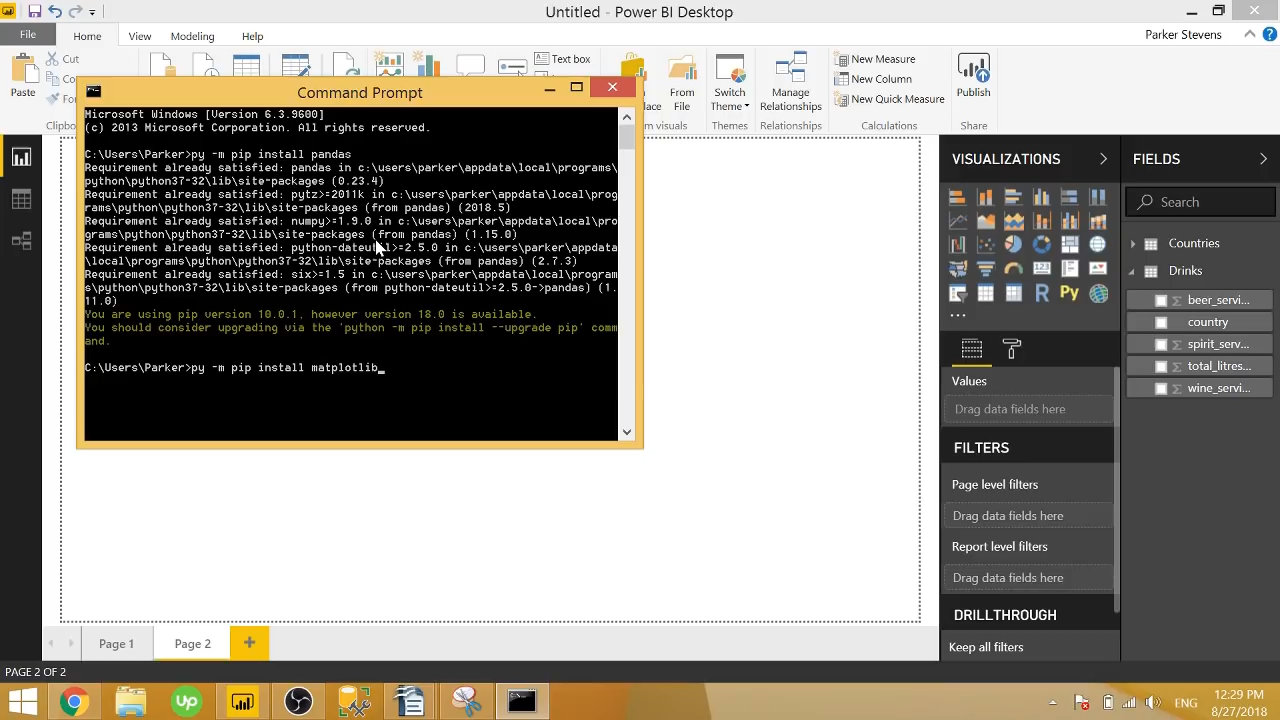 Untitled - Power BI Desktop
File
Home
View
Modeling
Help
Parker Stevens
Paste
Cut
Text box
From
File
Switch
Theme
Manage
Relationships
New Measure
New Column
New Quick Measure
Publish
visuals
Themes
Relationships
Calculations
Share
Command Prompt
Microsoft Windows [Version 6.3.9600]
(c) 2013 Microsoft Corporation. All rights reserved.
C:\Users\Parker>py -m pip install pandas
Requirement already satisfied: pandas in c:\users\parker\appdata\local\programs\
python\python37-32\lib\site-packages (0.23.4)
Requirement already satisfied: pytz>=2011k in c:\users\parker\appdata\local\prog
rams\python\python37-32\lib\site-packages (from pandas) (2018.5)
Requirement already satisfied: numpy>=1.9.0 in c:\users\parker\appdata\local\pro
grams\python\python37-32\lib\site-packages (from pandas) (1.15.0)
Requirement already satisfied: python-dateutil>=2.5.0 in c:\users\parker\appdata
\local\programs\python\python37-32\lib\site-packages (from pandas) (2.7.3)
Requirement already satisfied: six>=1.5 in c:\users\parker\appdata\local\program
s\python\python37-32\lib\site-packages (from python-dateutil>=2.5.0->pandas) (1.
11.0)
You are using pip version 10.0.1, however version 18.0 is available.
You should consider upgrading via the 'python -m pip install --upgrade pip' comm
and.
C:\Users\Parker>py -m pip install matplotlib_
VISUALIZATIONS
R
Py
...
Values
Drag data fields here
FILTERS
Page level filters
Drag data fields here
Report level filters
Drag data fields here
DRILLTHROUGH
Keep all filters
FIELDS
Search
Countries
Drinks
Σ beer_servi...
country
Σ spirit_serv...
Σ total_litres...
Σ wine_servi...
Page 1
Page 2
+
PAGE 2 OF 2
Up
ENG
12:29 PM
8/27/2018